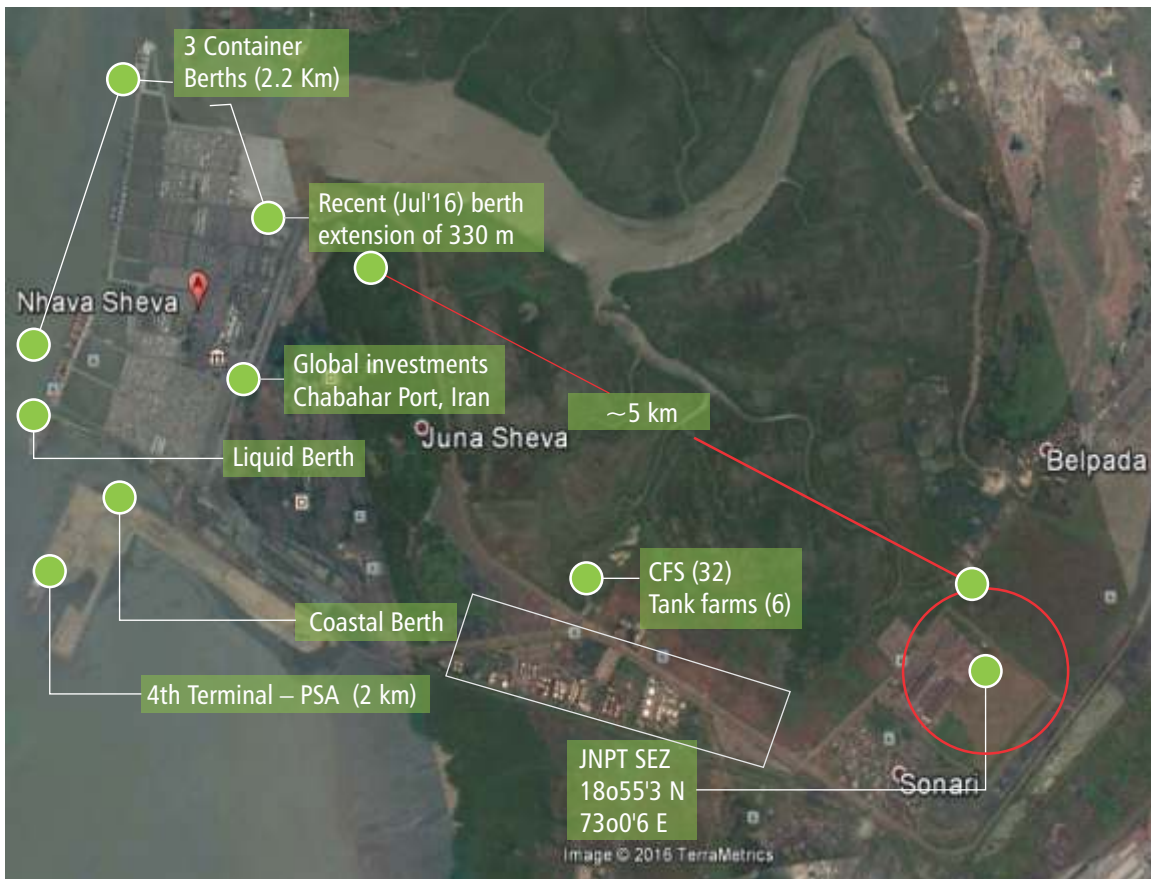 3 Container
Berths (2.2 Km)
Recent (Jul'16) berth
extension of 330 m
Nhava Sheva
A
Global investments
Chabahar Port, Iran
~5 km
Juna Sheva
Liquid Berth
Belpada
CFS (32)
Tank farms (6)
Coastal Berth
4th Terminal – PSA (2 km)
JNPT SEZ
18o55'3 N
73o0'6 E
Sonari
Image © 2016 TerraMetrics